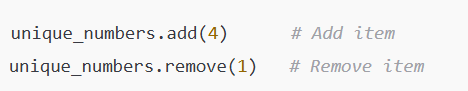 unique_numbers.add(4)      # Add item
unique_numbers.remove(1)   # Remove item